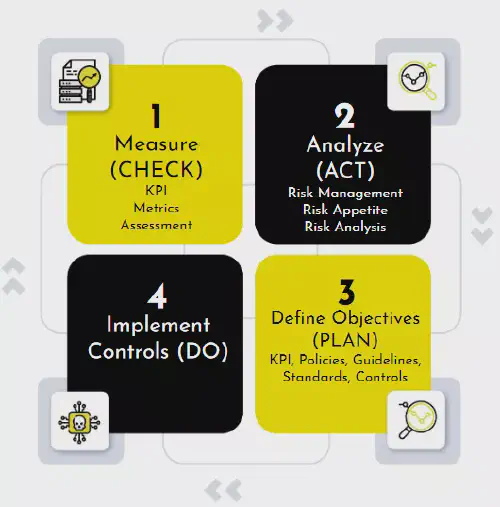 1
Measure
(CHECK)
KPI
Metrics
Assessment
2
Analyze
(ACT)
Risk Management
Risk Appetite
Risk Analysis
3
Define Objectives
(PLAN)
KPI, Policies, Guidelines,
Standards, Controls
4
Implement
Controls (DO)